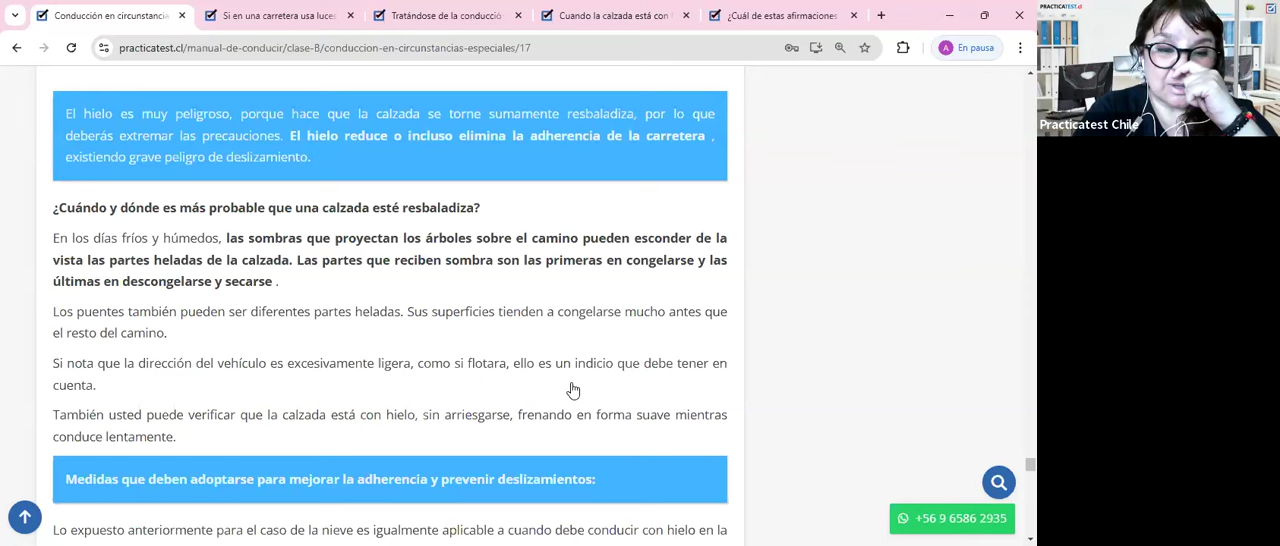 Conducción en circunstancia
Si en una carretera usa luces
Tratándose de la conducció
Cuando la calzada está con
¿Cuál de estas afirmaciones
practicatest.cl/manual-de-conducir/clase-B/conduccion-en-circunstancias-especiales/17
A En pausa
PRACTICATEST.cl
Practicatest Chile
El hielo es muy peligroso, porque hace que la calzada se torne sumamente resbaladiza, por lo que
deberás extremar las precauciones. El hielo reduce o incluso elimina la adherencia de la carretera ,
existiendo grave peligro de deslizamiento.
¿Cuándo y dónde es más probable que una calzada esté resbaladiza?
En los días fríos y húmedos, las sombras que proyectan los árboles sobre el camino pueden esconder de la
vista las partes heladas de la calzada. Las partes que reciben sombra son las primeras en congelarse y las
últimas en descongelarse y secarse .
Los puentes también pueden ser diferentes partes heladas. Sus superficies tienden a congelarse mucho antes que
el resto del camino.
Si nota que la dirección del vehículo es excesivamente ligera, como si flotara, ello es un indicio que debe tener en
cuenta.
También usted puede verificar que la calzada está con hielo, sin arriesgarse, frenando en forma suave mientras
conduce lentamente.
Medidas que deben adoptarse para mejorar la adherencia y prevenir deslizamientos:
+56 9 6586 2935
Lo expuesto anteriormente para el caso de la nieve es igualmente aplicable a cuando debe conducir con hielo en la